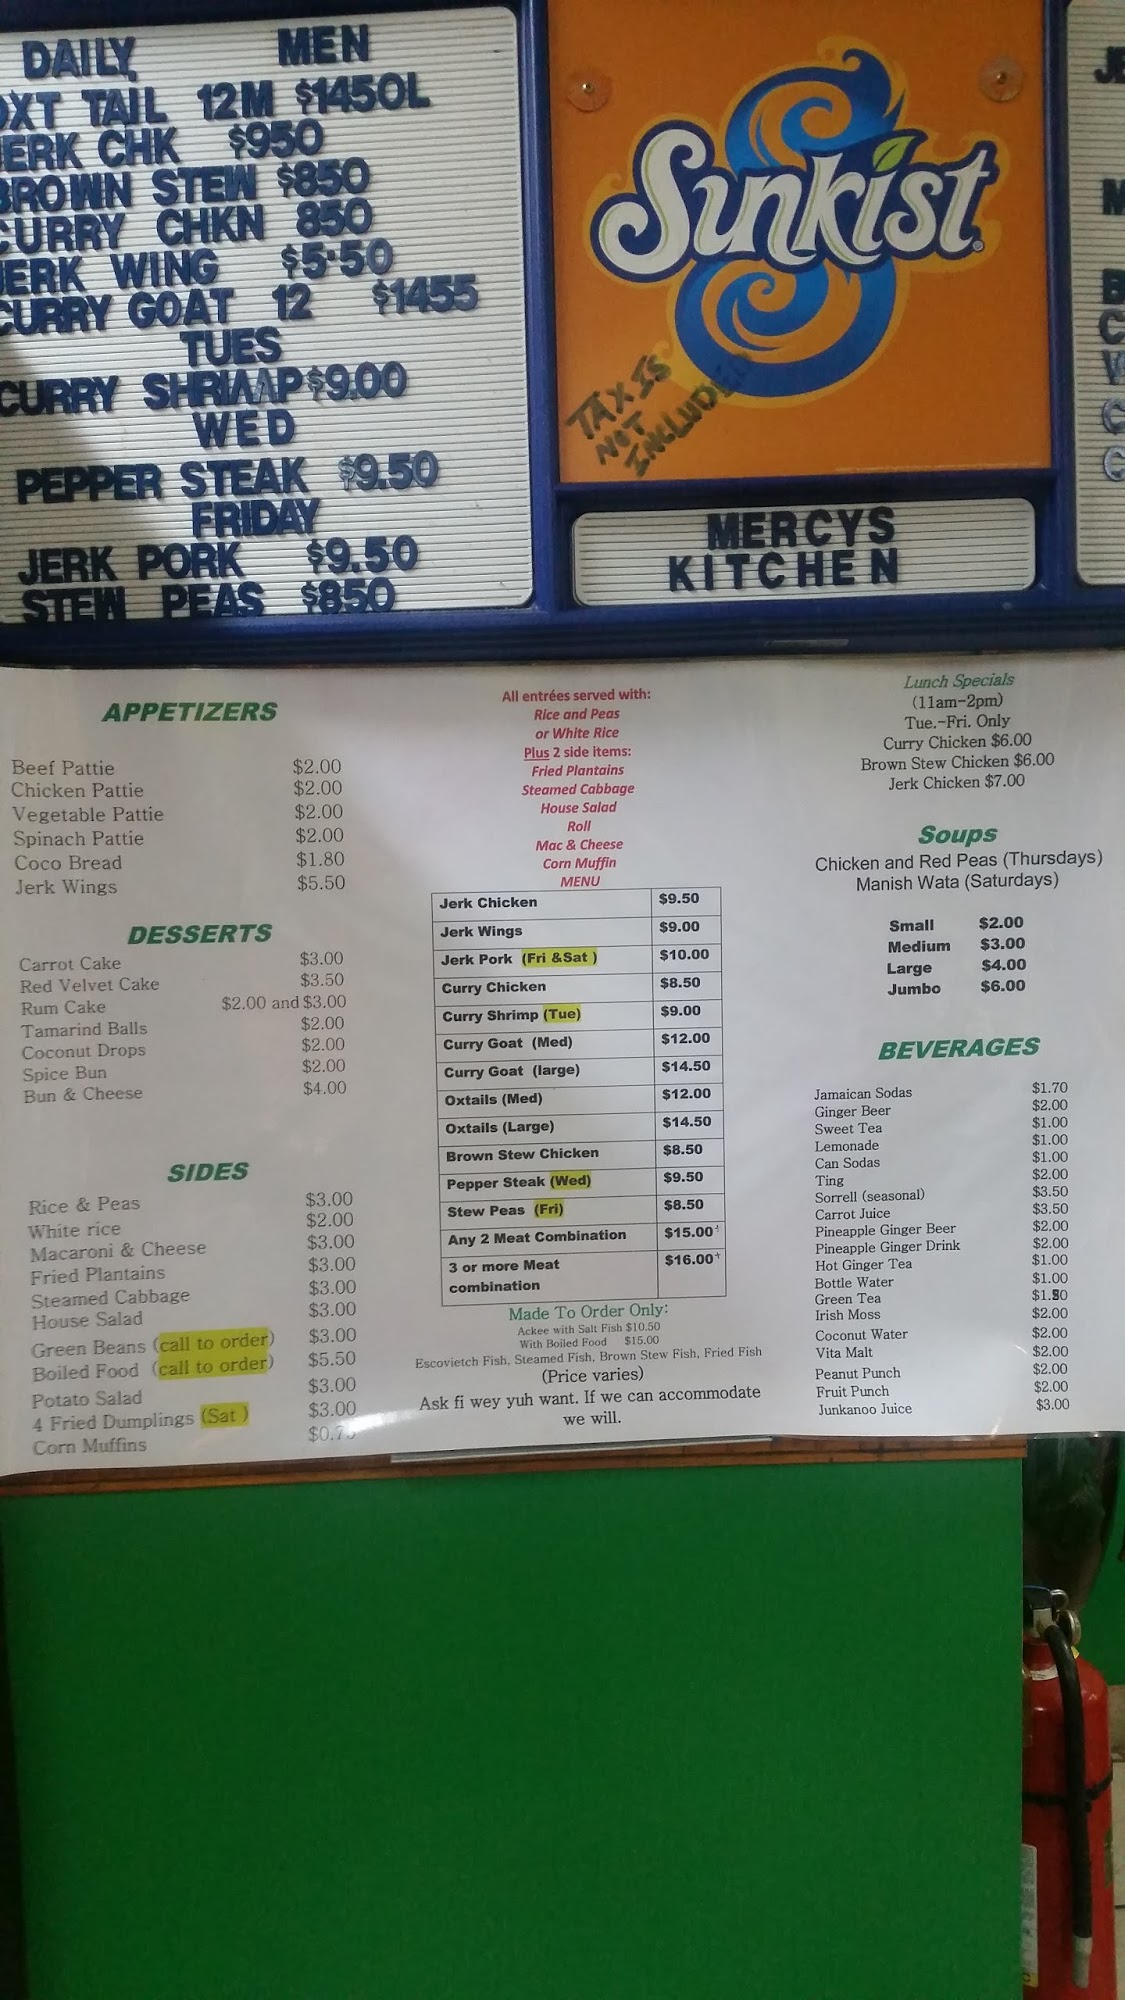 DAILY MEN
OXT TAIL 12M $1450L
JERK CHK $950
BROWN STEW $850
CURRY CHKN 850
JERK WING $5.50
CURRY GOAT 12 $1455
TUES
CURRY SHRIMP $9.00
WED
PEPPER STEAK $9.50
FRIDAY
JERK PORK $9.50
STEW PEAS $850
Sunkist
TAX IS
NOT
INCLUDED
MERCYS
KITCHEN
APPETIZERS
Beef Pattie $2.00
Chicken Pattie $2.00
Vegetable Pattie $2.00
Spinach Pattie $2.00
Coco Bread $1.80
Jerk Wings $5.50
DESSERTS
Carrot Cake $3.00
Red Velvet Cake $3.50
Rum Cake $2.00 and $3.00
Tamarind Balls $2.00
Coconut Drops $2.00
Spice Bun $2.00
Bun & Cheese $4.00
SIDES
Rice & Peas $3.00
White rice $2.00
Macaroni & Cheese $3.00
Fried Plantains $3.00
Steamed Cabbage $3.00
House Salad $3.00
Green Beans (call to order) $3.00
Boiled Food (call to order) $5.50
Potato Salad $3.00
4 Fried Dumplings (Sat ) $3.00
Corn Muffins
All entrées served with:
Rice and Peas
or White Rice
Plus 2 side items:
Fried Plantains
Steamed Cabbage
House Salad
Roll
Mac & Cheese
Corn Muffin
MENU
Jerk Chicken $9.50
Jerk Wings $9.00
Jerk Pork (Fri &Sat ) $10.00
Curry Chicken $8.50
Curry Shrimp (Tue) $9.00
Curry Goat (Med) $12.00
Curry Goat (large) $14.50
Oxtails (Med) $12.00
Oxtails (Large) $14.50
Brown Stew Chicken $8.50
Pepper Steak (Wed) $9.50
Stew Peas (Fri) $8.50
Any 2 Meat Combination $15.00+
3 or more Meat $16.00+
combination
Made To Order Only:
Ackee with Salt Fish $10.50
With Boiled Food $15.00
Escovietch Fish, Steamed Fish, Brown Stew Fish, Fried Fish
(Price varies)
Ask fi wey yuh want. If we can accommodate
we will.
Lunch Specials
(11am-2pm)
Tue.-Fri. Only
Curry Chicken $6.00
Brown Stew Chicken $6.00
Jerk Chicken $7.00
Soups
Chicken and Red Peas (Thursdays)
Manish Wata (Saturdays)
Small $2.00
Medium $3.00
Large $4.00
Jumbo $6.00
BEVERAGES
Jamaican Sodas $1.70
Ginger Beer $2.00
Sweet Tea $1.00
Lemonade $1.00
Can Sodas $1.00
Ting $2.00
Sorrell (seasonal) $3.50
Carrot Juice $3.50
Pineapple Ginger Beer $2.00
Pineapple Ginger Drink $2.00
Hot Ginger Tea $1.00
Bottle Water $1.00
Green Tea
Irish Moss $2.00
Coconut Water $2.00
Vita Malt $2.00
Peanut Punch $2.00
Fruit Punch $2.00
Junkanoo Juice $3.00